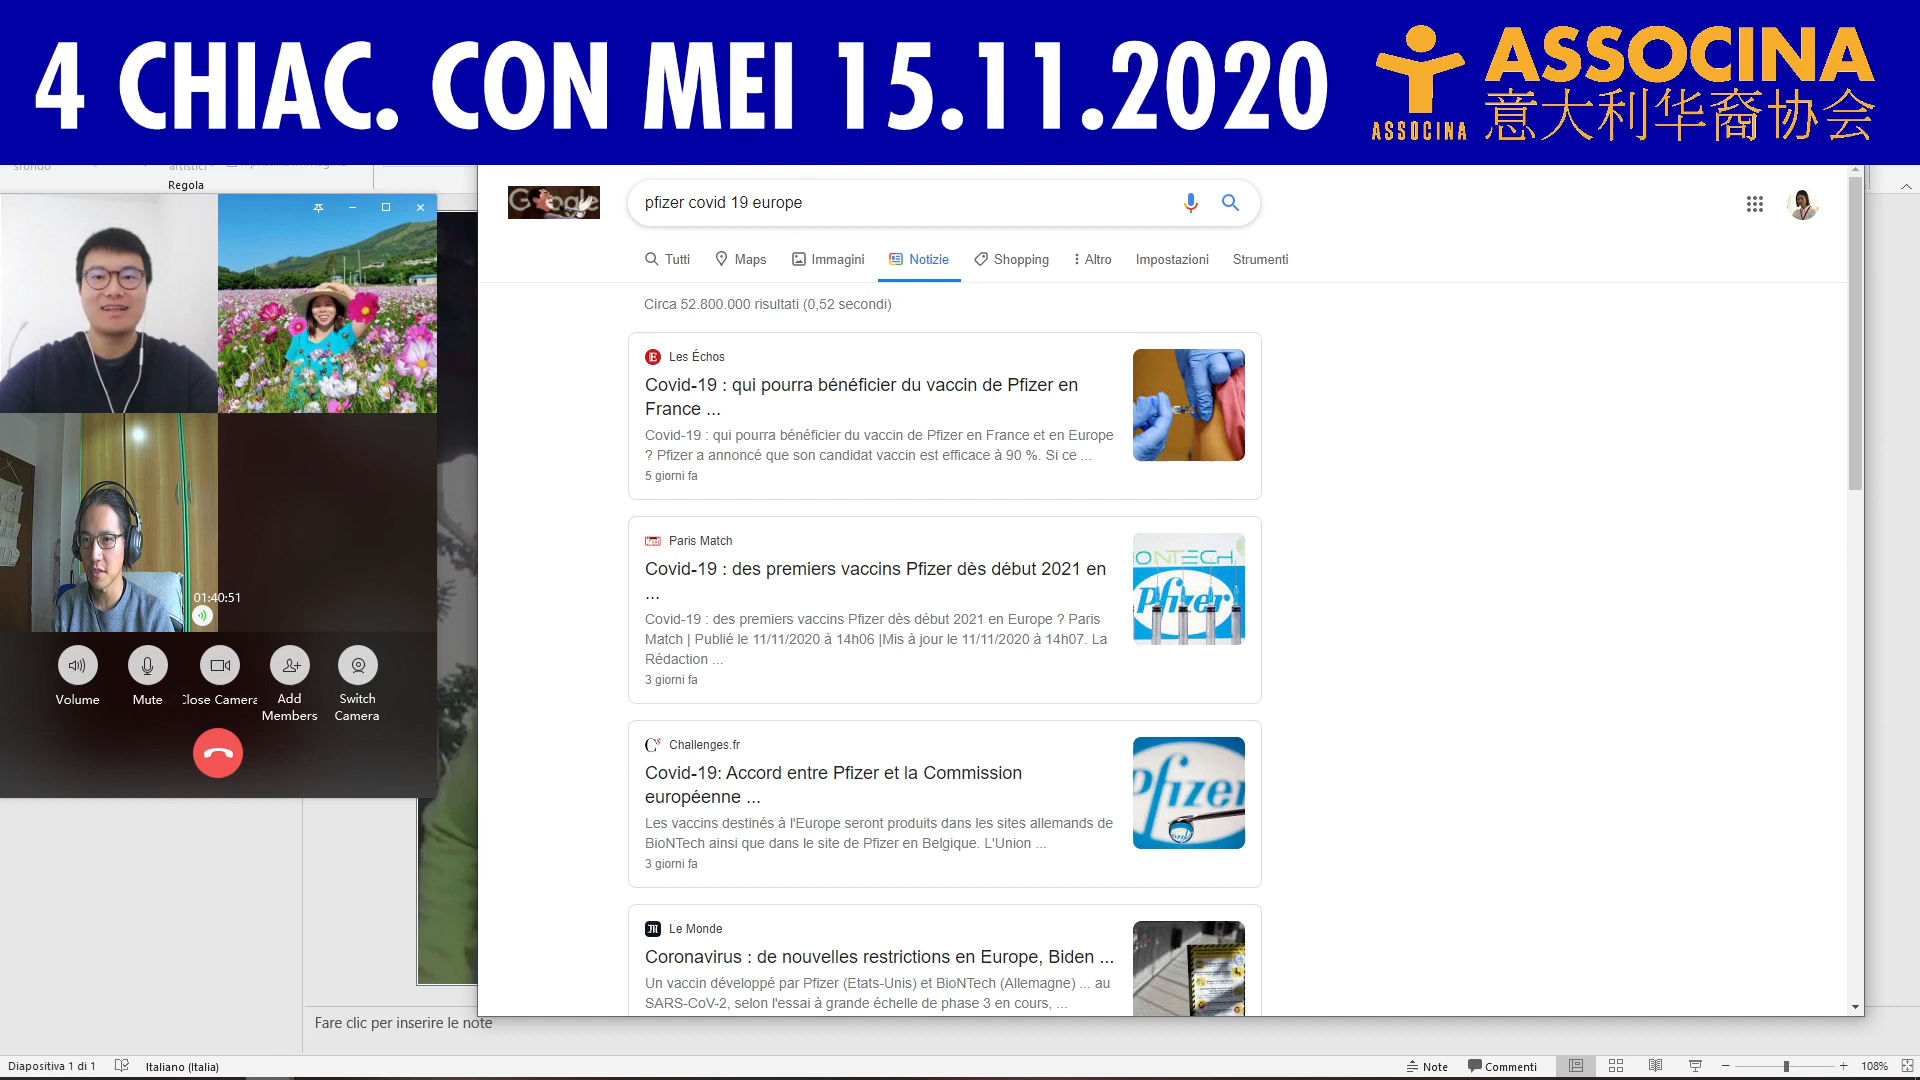 4 CHIAC. CON MEI 15.11.2020
ASSOCINA
ASSOCINA
意大利华裔协会
sfondo
artistici
Regola
Google
pfizer covid 19 europe
Tutti
Maps
Immagini
Notizie
Shopping
Altro
Impostazioni
Strumenti
Circa 52.800.000 risultati (0,52 secondi)
Les Échos
Covid-19 : qui pourra bénéficier du vaccin de Pfizer en
France ...
Covid-19 : qui pourra bénéficier du vaccin de Pfizer en France et en Europe
? Pfizer a annoncé que son candidat vaccin est efficace à 90 %. Si ce ...
5 giorni fa
Paris Match
Covid-19 : des premiers vaccins Pfizer dès début 2021 en
...
Covid-19 : des premiers vaccins Pfizer dès début 2021 en Europe ? Paris
Match | Publié le 11/11/2020 à 14h06 |Mis à jour le 11/11/2020 à 14h07. La
Rédaction ...
3 giorni fa
ONTECH
Pfizer
Challenges.fr
Covid-19: Accord entre Pfizer et la Commission
européenne ...
Les vaccins destinés à l'Europe seront produits dans les sites allemands de
BioNTech ainsi que dans le site de Pfizer en Belgique. L'Union ...
3 giorni fa
Pfizer
Le Monde
Coronavirus : de nouvelles restrictions en Europe, Biden ...
Un vaccin développé par Pfizer (Etats-Unis) et BioNTech (Allemagne) ... au
SARS-CoV-2, selon l'essai à grande échelle de phase 3 en cours, ...
01:40:51
Volume
Mute
Close Camera
Add
Members
Switch
Camera
Fare clic per inserire le note
Diapositiva 1 di 1
Italiano (Italia)
Note
Commenti
108%